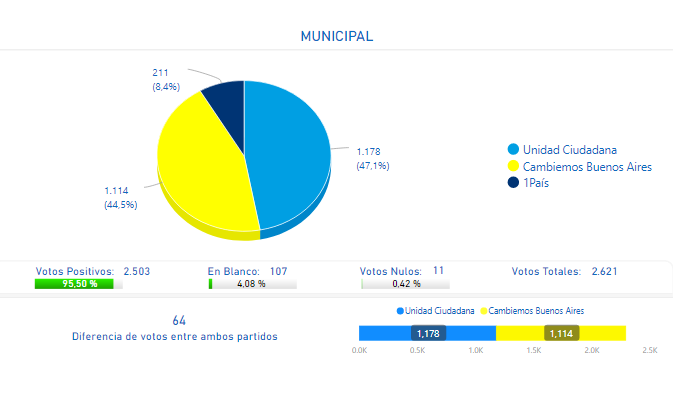 MUNICIPAL
211
(8,4%)
1.178
(47,1%)
1.114
(44,5%)
Unidad Ciudadana
Cambiemos Buenos Aires
1País
Votos Positivos: 2.503
95,50 %
En Blanco: 107
4,08 %
Votos Nulos: 11
0,42 %
Votos Totales: 2.621
64
Diferencia de votos entre ambos partidos
Unidad Ciudadana Cambiemos Buenos Aires
1,178 1,114
0.0K 0.5K 1.0K 1.5K 2.0K 2.5K